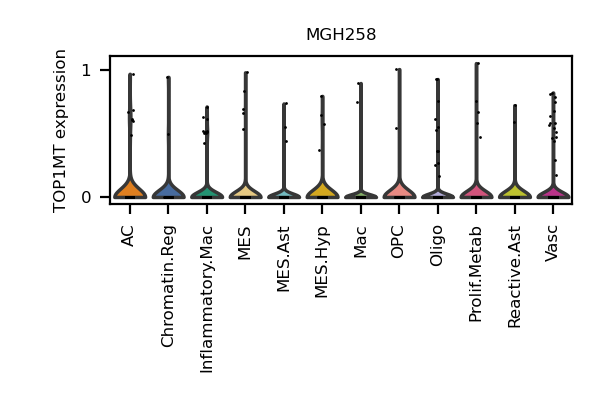 MGH258
TOP1MT expression
1
0
AC
Chromatin.Reg
Inflammatory.Mac
MES
MES.Ast
MES.Hyp
Mac
OPC
Oligo
Prolif.Metab
Reactive.Ast
Vasc